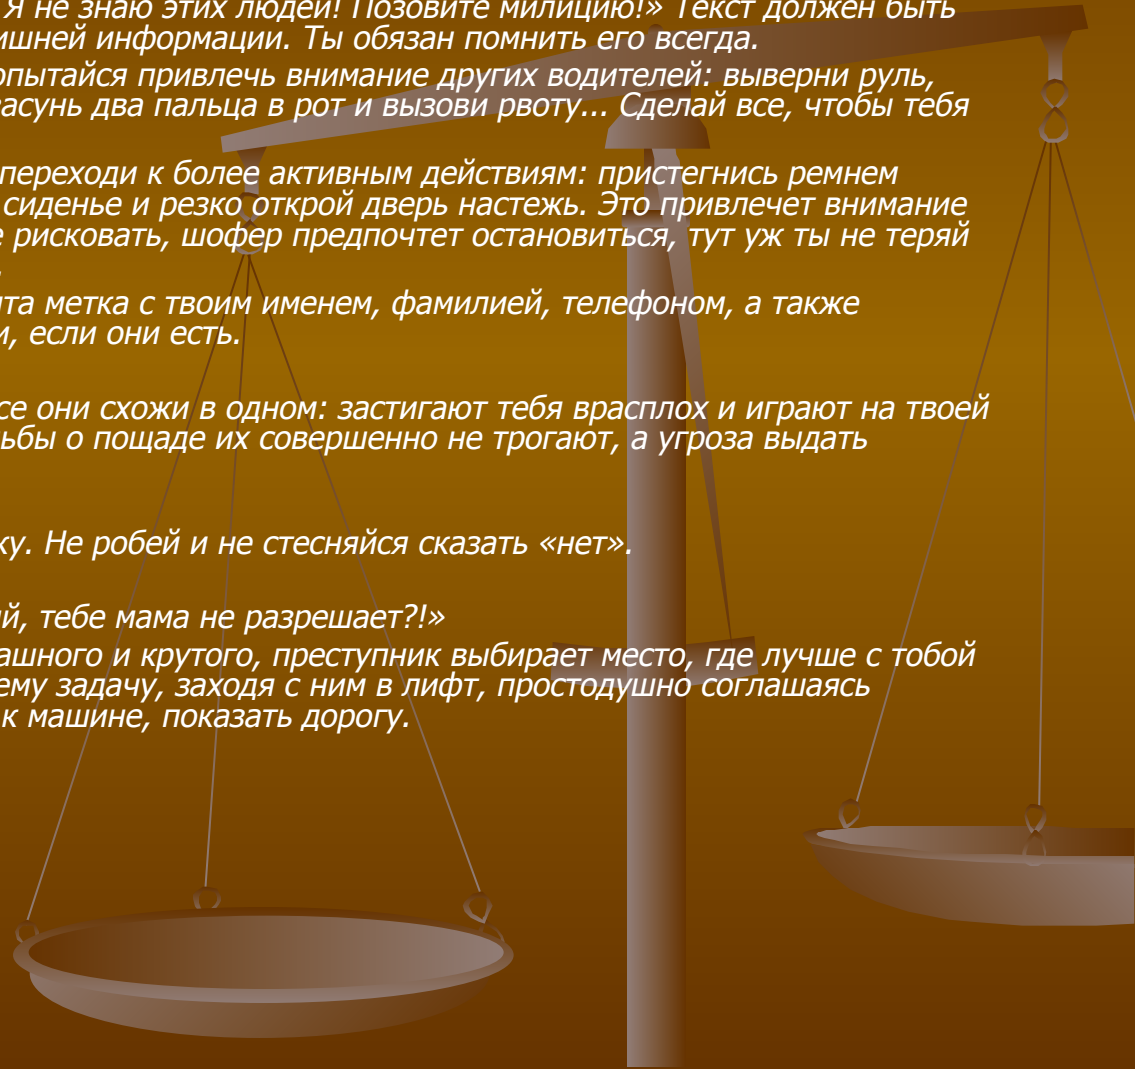 Я не знаю этих людей! Позовите милицию!» Текст должен быть
ишней информации. Ты обязан помнить его всегда.
опытайся привлечь внимание других водителей: выверни руль,
засунь два пальца в рот и вызови рвоту... Сделай все, чтобы тебя
переходи к более активным действиям: пристегнись ремнем
сиденье и резко открой дверь настежь. Это привлечет внимание
е рисковать, шофер предпочтет остановиться, тут уж ты не теряй
ита метка с твоим именем, фамилией, телефоном, а также
и, если они есть.
се они схожи в одном: застигают тебя врасплох и играют на твоей
ьбы о пощаде их совершенно не трогают, а угроза выдать
ку. Не робей и не стесняйся сказать «нет».
й, тебе мама не разрешает?!»
ашного и крутого, преступник выбирает место, где лучше с тобой
ему задачу, заходя с ним в лифт, простодушно соглашаясь
к машине, показать дорогу.